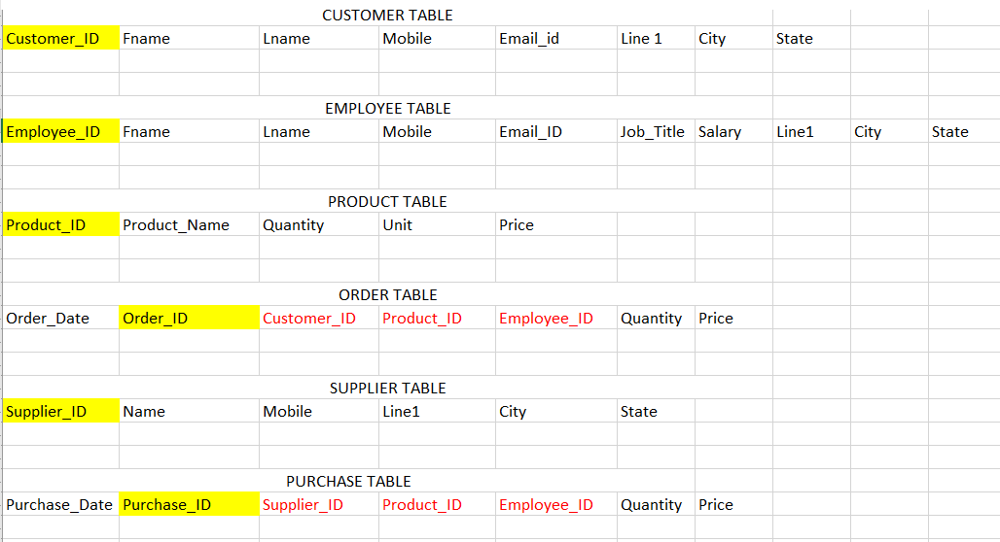 CUSTOMER TABLE
Customer_ID Fname Lname Mobile Email_id Line 1 City State
EMPLOYEE TABLE
Employee_ID Fname Lname Mobile Email_ID Job_Title Salary Line1 City State
PRODUCT TABLE
Product_ID Product_Name Quantity Unit Price
ORDER TABLE
Order_Date Order_ID Customer_ID Product_ID Employee_ID Quantity Price
SUPPLIER TABLE
Supplier_ID Name Mobile Line1 City State
PURCHASE TABLE
Purchase_Date Purchase_ID Supplier_ID Product_ID Employee_ID Quantity Price